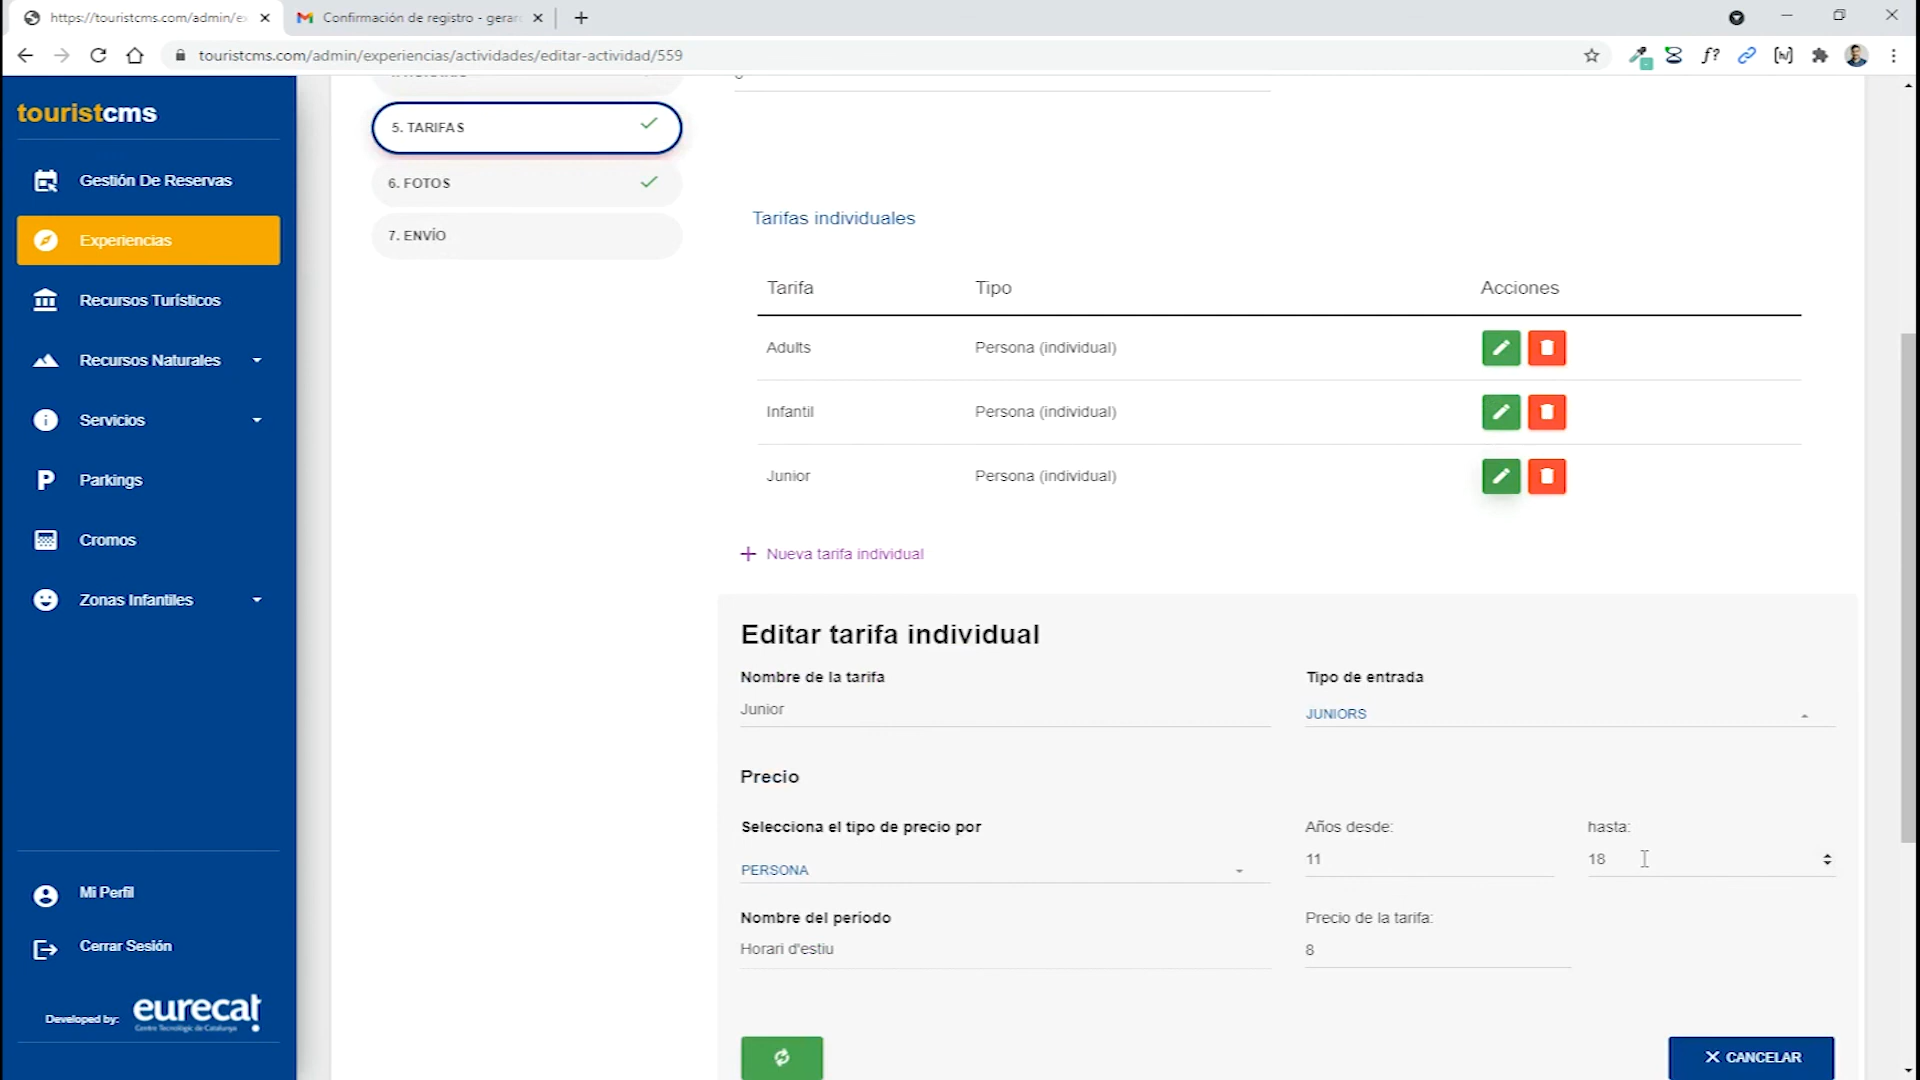 https://touristcms.com/admin/e
Confirmación de registro - gerar
touristcms.com/admin/experiencias/actividades/editar-actividad/559
touristcms
Gestión De Reservas
Experiencias
Recursos Turísticos
Recursos Naturales
Servicios
Parkings
Cromos
Zonas Infantiles
Mi Perfil
Cerrar Sesión
Developed by:
eurecat
Centre Tecnològic de Catalunya
5. TARIFAS
6. FOTOS
7. ENVÍO
Tarifas individuales
Tarifa Tipo Acciones
Adults Persona (individual)
Infantil Persona (individual)
Junior Persona (individual)
Nueva tarifa individual
Editar tarifa individual
Nombre de la tarifa Tipo de entrada
Junior JUNIORS
Precio
Selecciona el tipo de precio por Años desde: hasta:
PERSONA 11 18
Nombre del período Precio de la tarifa:
Horari d'estiu 8
CANCELAR